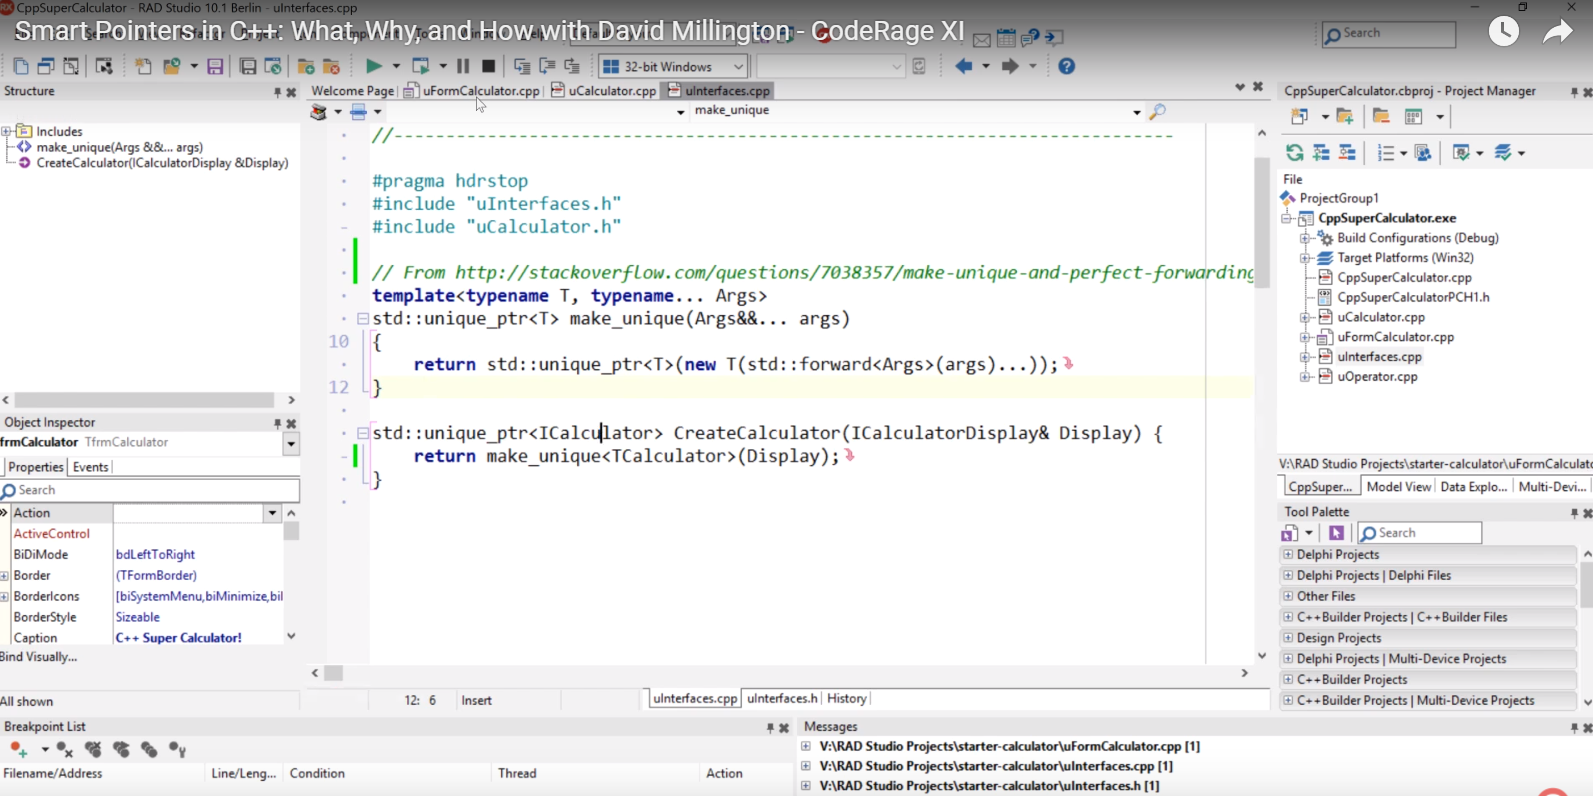 CppSuperCalculator - RAD Studio 10.1 Berlin - uInterfaces.cpp
Smart Pointers in C++: What, Why, and How with David Millington - CodeRage XI
Search
32-bit Windows
Structure
Welcome Page
uFormCalculator.cpp
uCalculator.cpp
uInterfaces.cpp
CppSuperCalculator.cbproj - Project Manager
make_unique
Includes
make_unique(Args &&... args)
CreateCalculator(ICalculatorDisplay &Display)
//---------------------------------------------------------------------------
#pragma hdrstop
#include "uInterfaces.h"
#include "uCalculator.h"
// From http://stackoverflow.com/questions/7038357/make-unique-and-perfect-forwarding
template<typename T, typename... Args>
std::unique_ptr<T> make_unique(Args&&... args)
10 {
return std::unique_ptr<T>(new T(std::forward<Args>(args)...));
12 }
std::unique_ptr<ICalculator> CreateCalculator(ICalculatorDisplay& Display) {
return make_unique<TCalculator>(Display);
}
File
ProjectGroup1
CppSuperCalculator.exe
Build Configurations (Debug)
Target Platforms (Win32)
CppSuperCalculator.cpp
CppSuperCalculatorPCH1.h
uCalculator.cpp
uFormCalculator.cpp
uInterfaces.cpp
uOperator.cpp
V:\RAD Studio Projects\starter-calculator\uFormCalculato
CppSuper... Model View Data Explo... Multi-Devi...
Object Inspector
frmCalculator TfrmCalculator
Properties Events
Search
Action
ActiveControl
BiDiMode bdLeftToRight
Border (TFormBorder)
BorderIcons [biSystemMenu,biMinimize,biI
BorderStyle Sizeable
Caption C++ Super Calculator!
Bind Visually...
All shown
12: 6 Insert
uInterfaces.cpp uInterfaces.h History
Tool Palette
Search
Delphi Projects
Delphi Projects | Delphi Files
Other Files
C++Builder Projects | C++Builder Files
Design Projects
Delphi Projects | Multi-Device Projects
C++Builder Projects
C++Builder Projects | Multi-Device Projects
Breakpoint List
Filename/Address Line/Leng... Condition Thread Action
Messages
V:\RAD Studio Projects\starter-calculator\uFormCalculator.cpp [1]
V:\RAD Studio Projects\starter-calculator\uInterfaces.cpp [1]
V:\RAD Studio Projects\starter-calculator\uInterfaces.h [1]